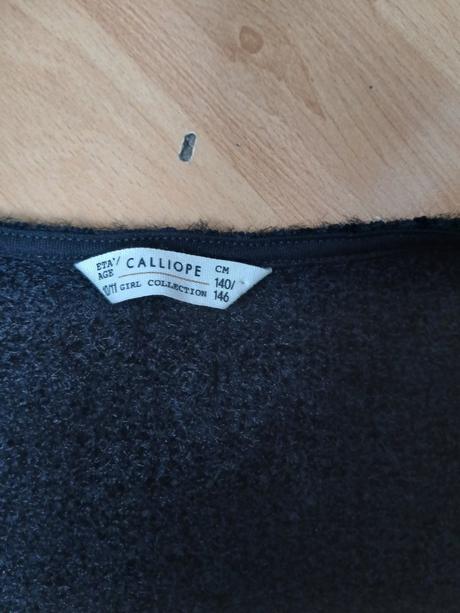 ETA'/
AGE
10/11
CALLIOPE
GIRL COLLECTION
CM
140/
146